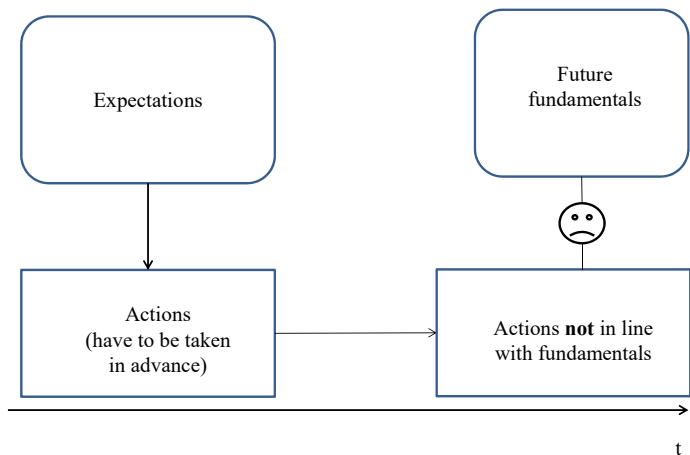 Expectations
Future
fundamentals
Actions
(have to be taken
in advance)
Actions not in line
with fundamentals
t